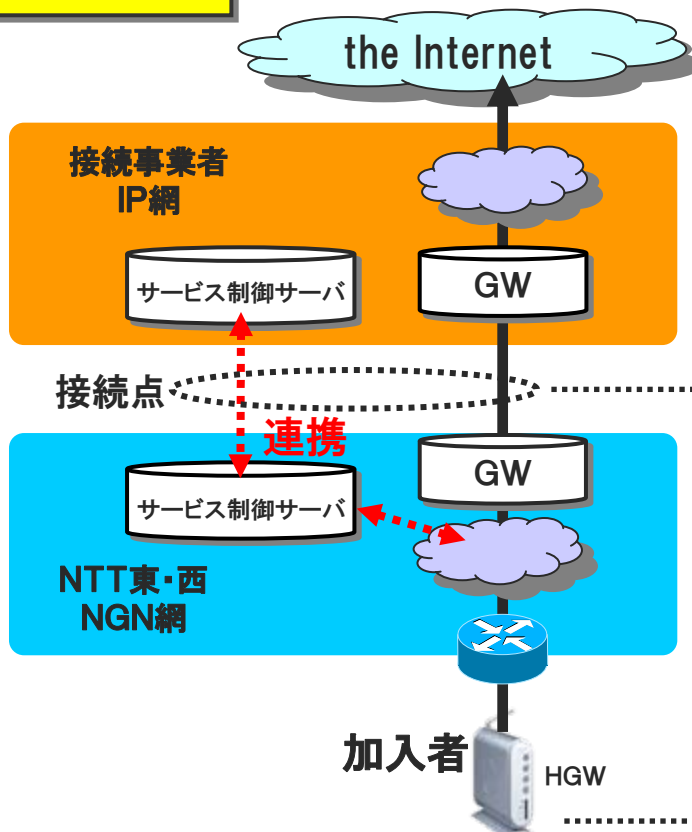 the Internet
接続事業者
IP網
サービス制御サーバ
GW
接続点
連携
GW
サービス制御サーバ
NTT東・西
NGN網
加入者
HGW